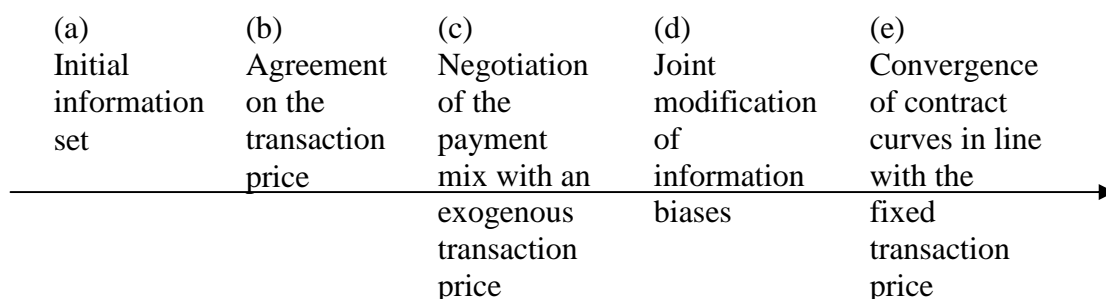 (a)
Initial
information
set
(b)
Agreement
on the
transaction
price
(c)
Negotiation
of the
payment
mix with an
exogenous
transaction
price
(d)
Joint
modification
of
information
biases
(e)
Convergence
of contract
curves in line
with the
fixed
transaction
price